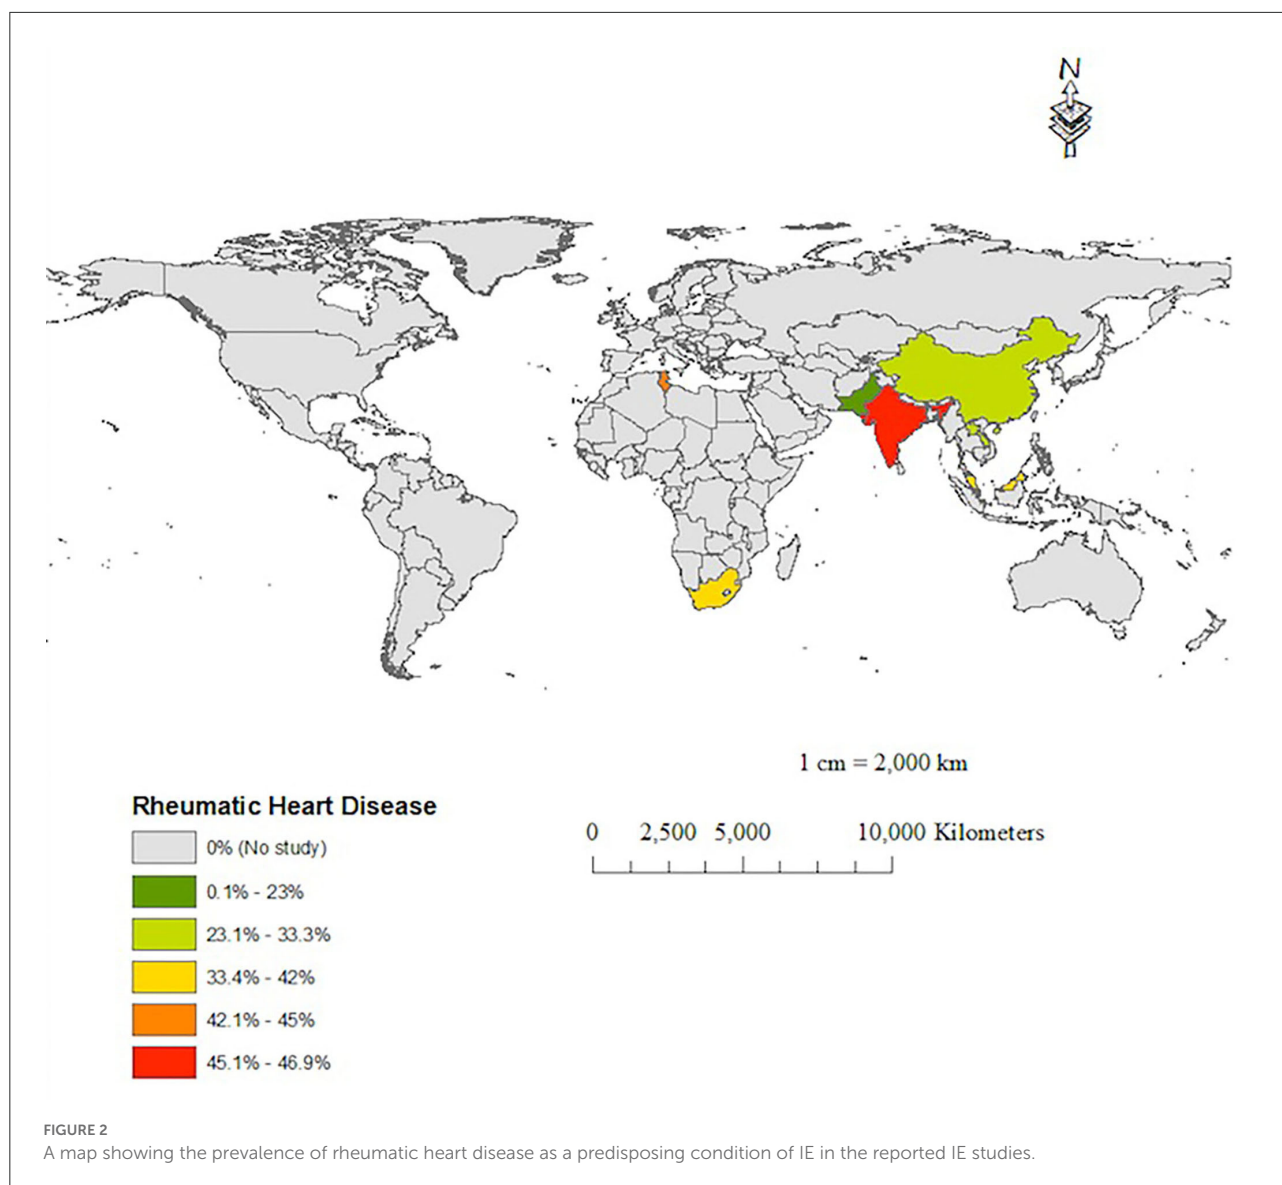 N
1 cm = 2,000 km
Rheumatic Heart Disease
0 2,500 5,000 10,000 Kilometers
0% (No study)
0.1% - 23%
23.1% - 33.3%
33.4% - 42%
42.1% - 45%
45.1% - 46.9%
FIGURE 2
A map showing the prevalence of rheumatic heart disease as a predisposing condition of IE in the reported IE studies.